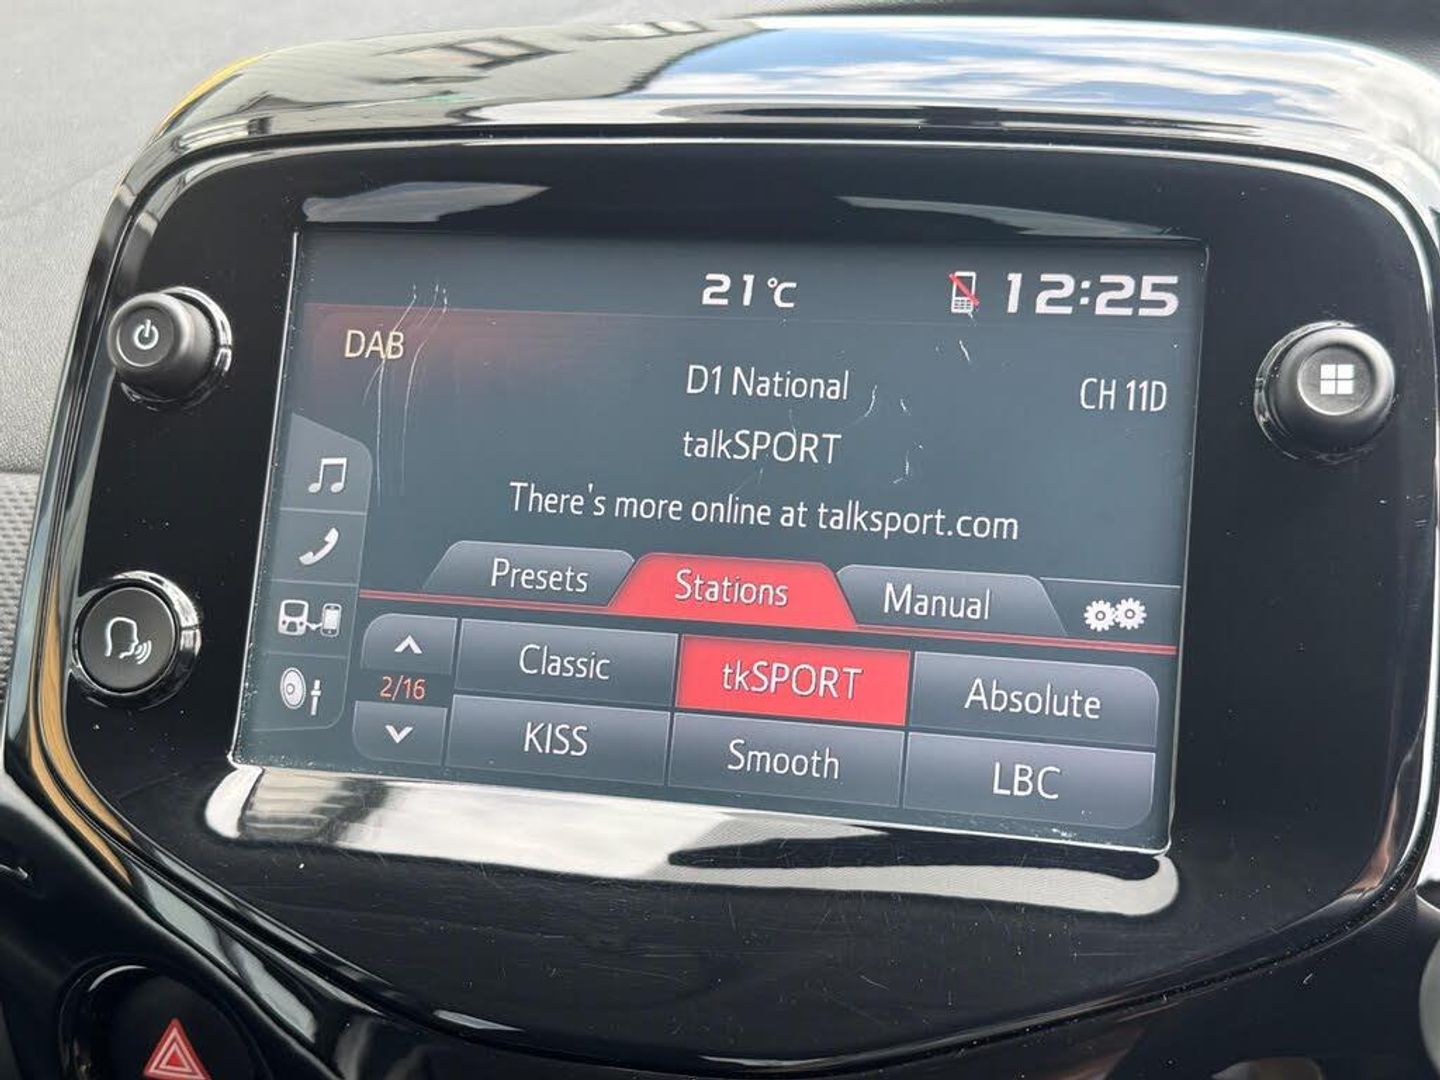 21°C 12:25
DAB
D1 National
CH 11D
talkSPORT
There's more online at talksport.com
Presets Stations Manual
Classic tkSPORT Absolute
2/16
KISS Smooth LBC